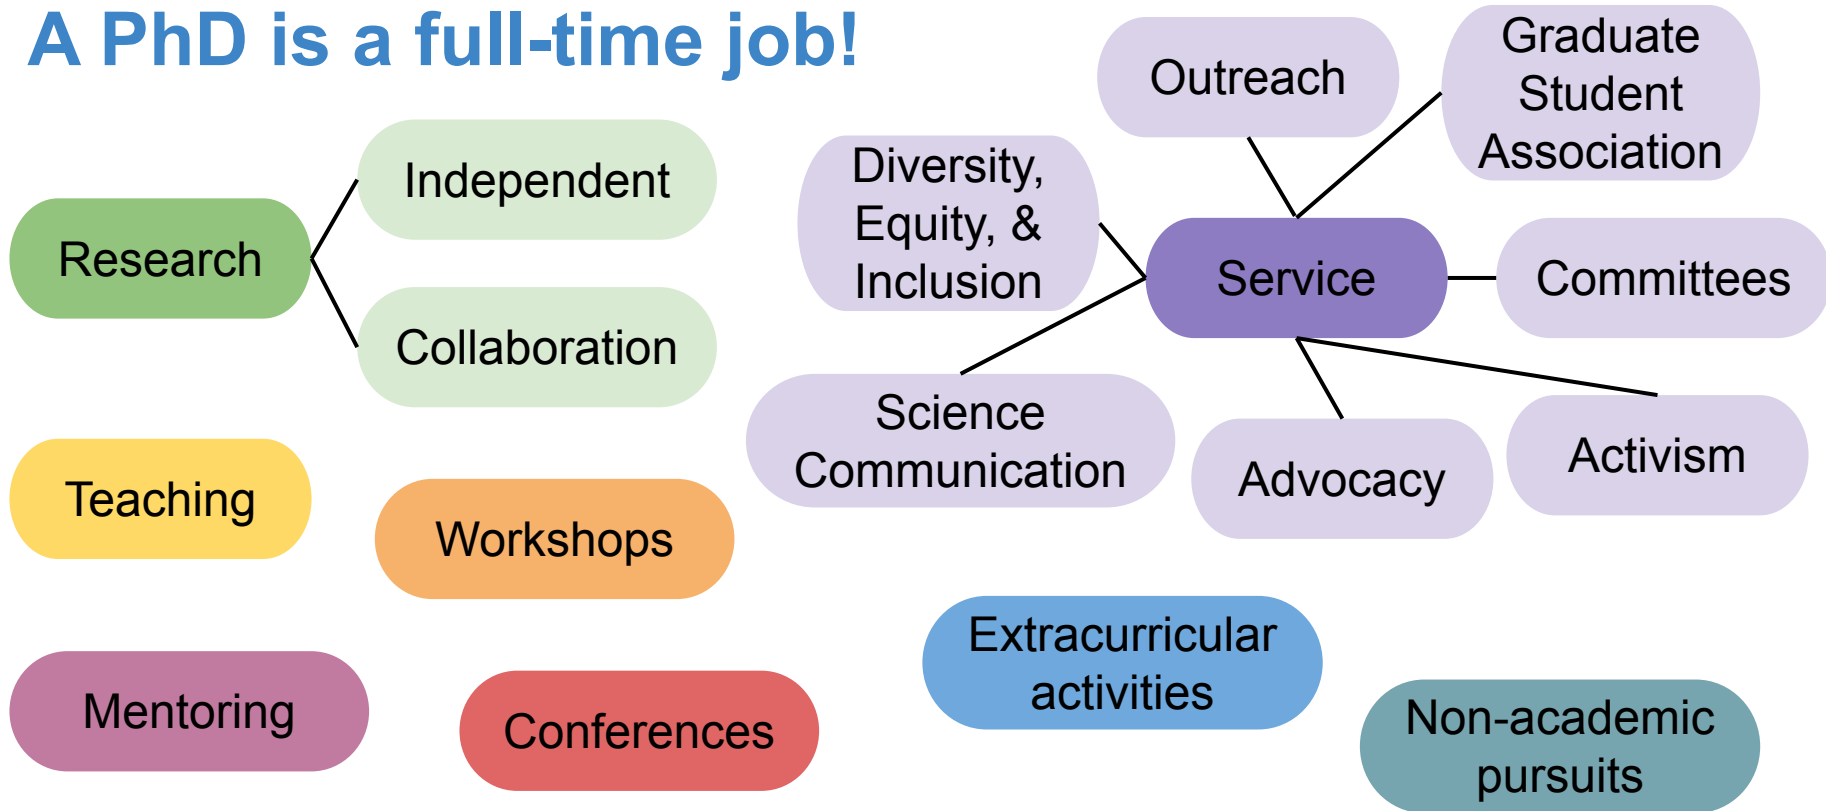 A PhD is a full-time job!
Research
Independent
Collaboration
Teaching
Workshops
Mentoring
Conferences
Outreach
Graduate
Student
Association
Diversity,
Equity, &
Inclusion
Service
Committees
Science
Communication
Advocacy
Activism
Extracurricular
activities
Non-academic
pursuits